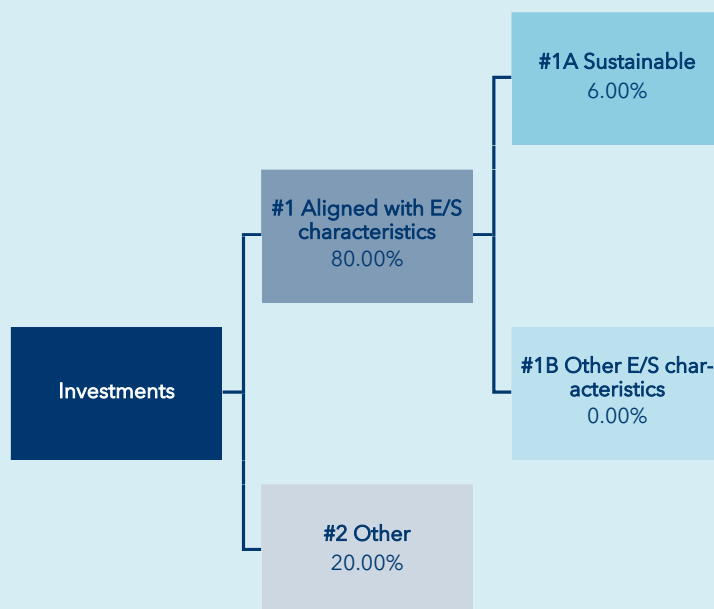 #1A Sustainable
6.00%
#1 Aligned with E/S
characteristics
80.00%
Investments
#1B Other E/S char-
acteristics
0.00%
#2 Other
20.00%